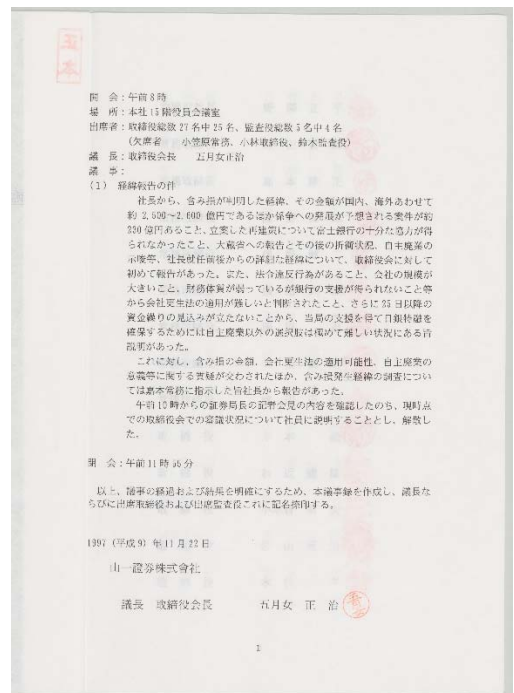 正本
開 会：午前8時
場 所：本社15階役員会議室
出席者：取締役総数27名中25名、監査役総数5名中4名
（欠席者 小笠原常務、小林取締役、鈴木監査役）
議 長：取締役会長 五月女正治
議 事：
(1) 経緯報告の件
社長から、含み損が判明した経緯、その金額が国内、海外あわせて
約2,500～2,600億円であるほか係争への発展が予想される案件が約
330億円あること、立案した再建策について富士銀行の十分な協力が得
られなかったこと、大蔵省への報告とその後の折衝状況、自主廃業の
示唆等、社長就任前後からの詳細な経緯について、取締役会に対して
初めて報告があった。また、法令違反行為があること、会社の規模が
大きいこと、財務体質が弱っているが銀行の支援が得られないこと等
から会社更生法の適用が難しいと判断されたこと、さらに25日以降の
資金繰りの見込みが立たないことから、当局の支援を得て日銀特融を
確保するためには自主廃業以外の選択肢は極めて難しい状況にある旨
説明があった。
これに対し、含み損の金額、会社更生法の適用可能性、自主廃業の
意義等に関する質疑が交わされたほか、含み損発生経緯の調査につい
ては嘉本常務に指示した旨社長から報告があった。
午前10時からの証券局長の記者会見の内容を確認したのち、現時点
での取締役会での審議状況について社員に説明することとし、解散し
た。
閉 会：午前11時55分
以上、議事の経過および結果を明確にするため、本議事録を作成し、議長な
らびに出席取締役および出席監査役これに記名捺印する。
1997（平成9）年11月22日
山一證券株式會社
議長 取締役会長 五月女 正 治
1